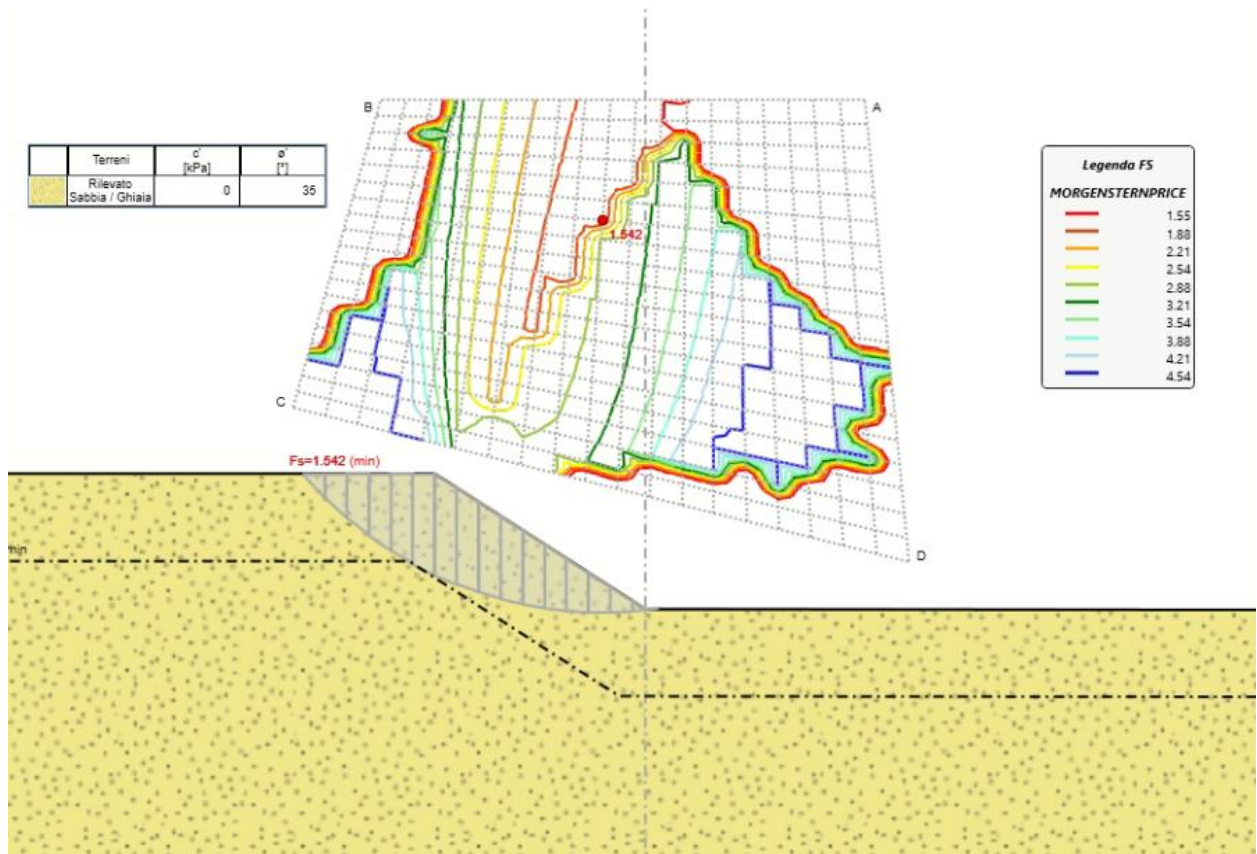 B
A
Terreni
c'
[kPa]
ø'
[°]
Rilevato
Sabbia / Ghiaia
0
35
Legenda FS
MORGENSTERNPRICE
1.55
1.88
2.21
2.54
2.88
3.21
3.54
3.88
4.21
4.54
1.542
C
Fs=1.542 (min)
min
D